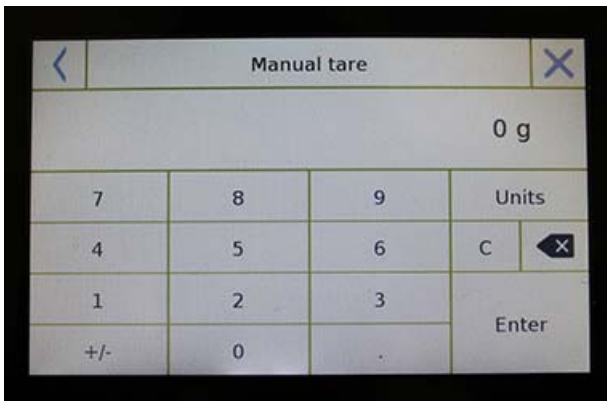 Manual tare
0 g
7 8 9 Units
4 5 6 C
1 2 3
Enter
+/- 0 .